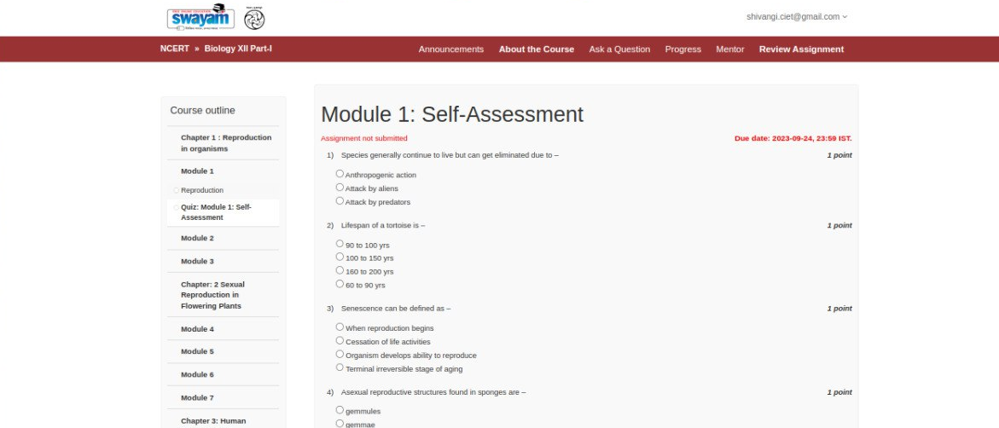 swayam
shivangi.ciet@gmail.com
NCERT » Biology XII Part-I
Announcements About the Course Ask a Question Progress Mentor Review Assignment
Course outline
Chapter 1 : Reproduction
in organisms
Module 1
Reproduction
Quiz: Module 1: Self-
Assessment
Module 2
Module 3
Chapter: 2 Sexual
Reproduction in
Flowering Plants
Module 4
Module 5
Module 6
Module 7
Chapter 3: Human
Module 1: Self-Assessment
Assignment not submitted Due date: 2023-09-24, 23:59 IST.
1) Species generally continue to live but can get eliminated due to – 1 point
Anthropogenic action
Attack by aliens
Attack by predators
2) Lifespan of a tortoise is – 1 point
90 to 100 yrs
100 to 150 yrs
160 to 200 yrs
60 to 90 yrs
3) Senescence can be defined as – 1 point
When reproduction begins
Cessation of life activities
Organism develops ability to reproduce
Terminal irreversible stage of aging
4) Asexual reproductive structures found in sponges are – 1 point
gemmules
gemmae